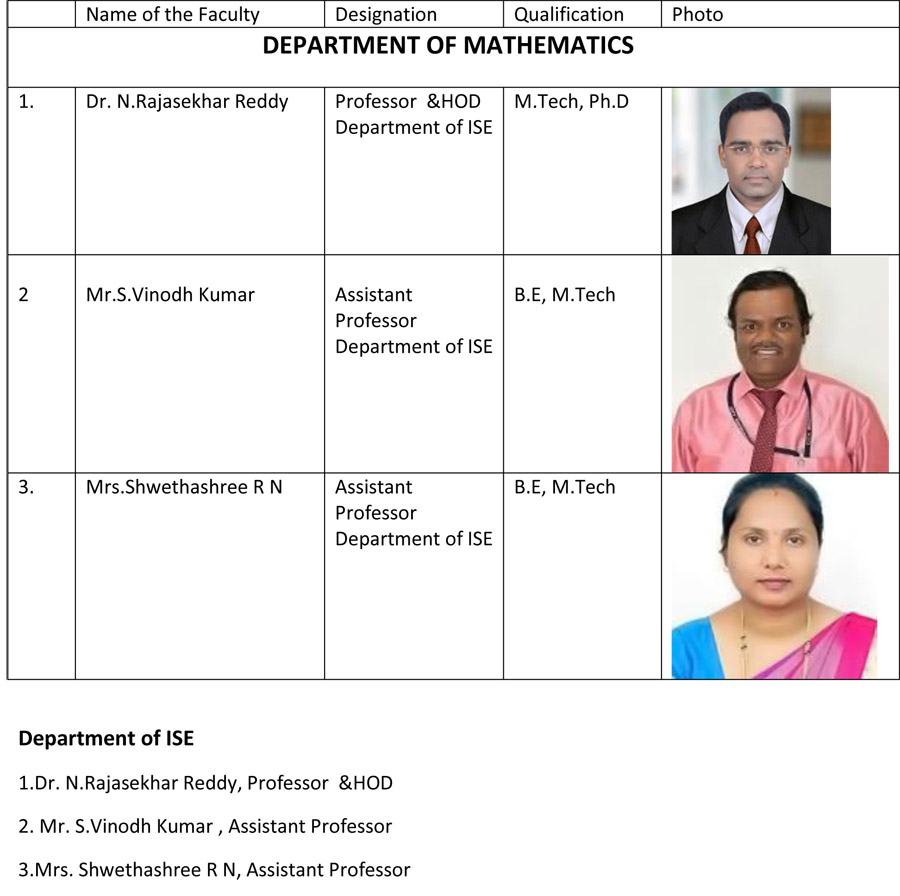 Name of the Faculty Designation Qualification Photo
DEPARTMENT OF MATHEMATICS
1. Dr. N.Rajasekhar Reddy Professor &HOD M.Tech, Ph.D
Department of ISE
2 Mr.S.Vinodh Kumar Assistant B.E, M.Tech
Professor
Department of ISE
3. Mrs.Shwethashree R N Assistant B.E, M.Tech
Professor
Department of ISE
Department of ISE
1.Dr. N.Rajasekhar Reddy, Professor &HOD
2. Mr. S.Vinodh Kumar , Assistant Professor
3.Mrs. Shwethashree R N, Assistant Professor